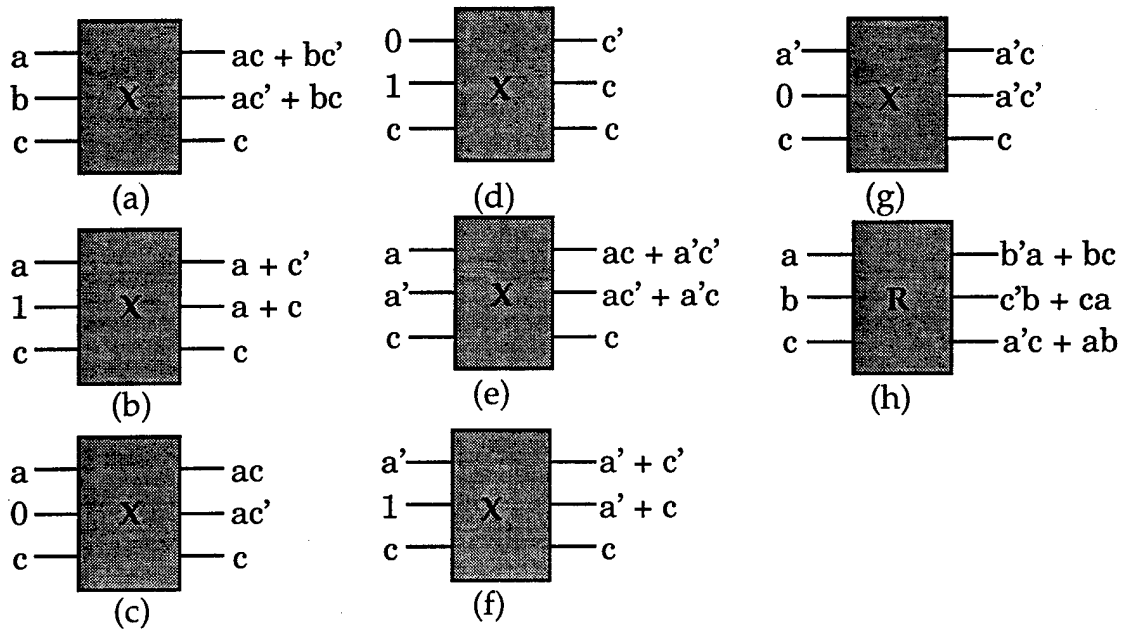 a
b
c
X
ac + bc'
ac' + bc
c
(a)
a
1
c
X
a + c'
a + c
c
(b)
a
0
c
X
ac
ac'
c
(c)
0
1
c
X
c'
c
c
(d)
a
a'
c
X
ac + a'c'
ac' + a'c
c
(e)
a'
1
c
X
a' + c'
a' + c
c
(f)
a'
0
c
X
a'c
a'c'
c
(g)
a
b
c
R
b'a + bc
c'b + ca
a'c + ab
(h)